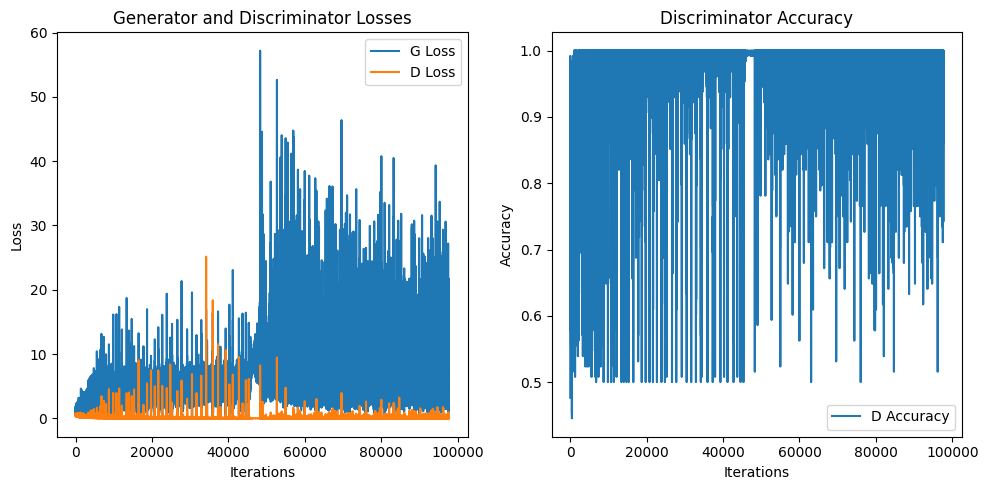 Generator and Discriminator Losses
60
50
40
30
20
10
0
Loss
0 20000 40000 60000 80000 100000
Iterations
G Loss
D Loss
Discriminator Accuracy
1.0
0.9
0.8
0.7
0.6
0.5
Accuracy
0 20000 40000 60000 80000 100000
Iterations
D Accuracy